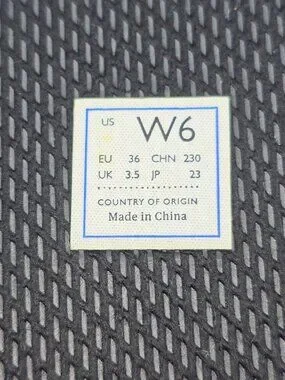 US W6
EU 36 CHN 230
UK 3.5 JP 23
COUNTRY OF ORIGIN
Made in China